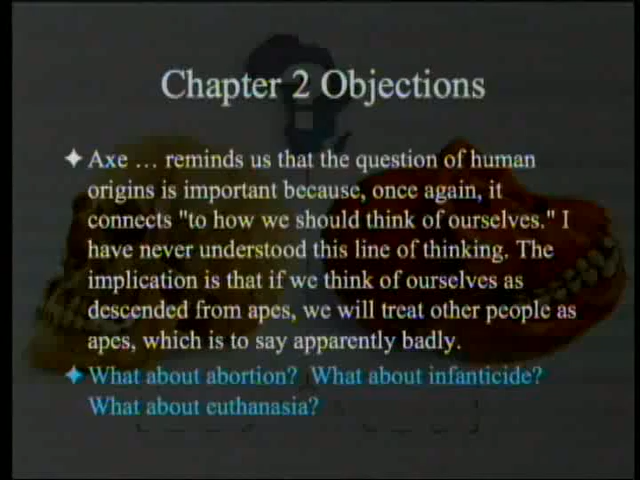 Chapter 2 Objections
Axe … reminds us that the question of human
origins is important because, once again, it
connects "to how we should think of ourselves." I
have never understood this line of thinking. The
implication is that if we think of ourselves as
descended from apes, we will treat other people as
apes, which is to say apparently badly.
What about abortion? What about infanticide?
What about euthanasia?